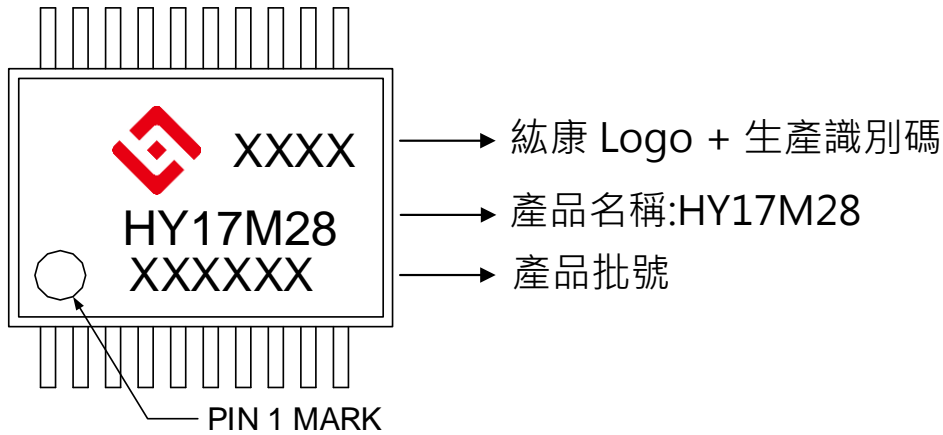 XXXX
紘康 Logo + 生產識別碼
HY17M28
產品名稱:HY17M28
XXXXXX
產品批號
PIN 1 MARK